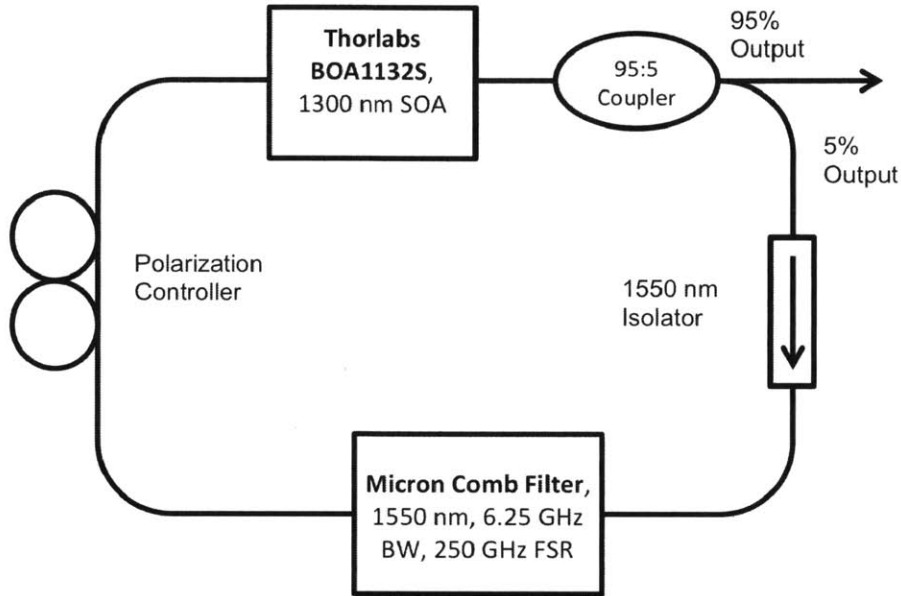 Thorlabs
BOA1132S,
1300 nm SOA
95:5
Coupler
95%
Output
5%
Output
Polarization
Controller
1550 nm
Isolator
Micron Comb Filter,
1550 nm, 6.25 GHz
BW, 250 GHz FSR